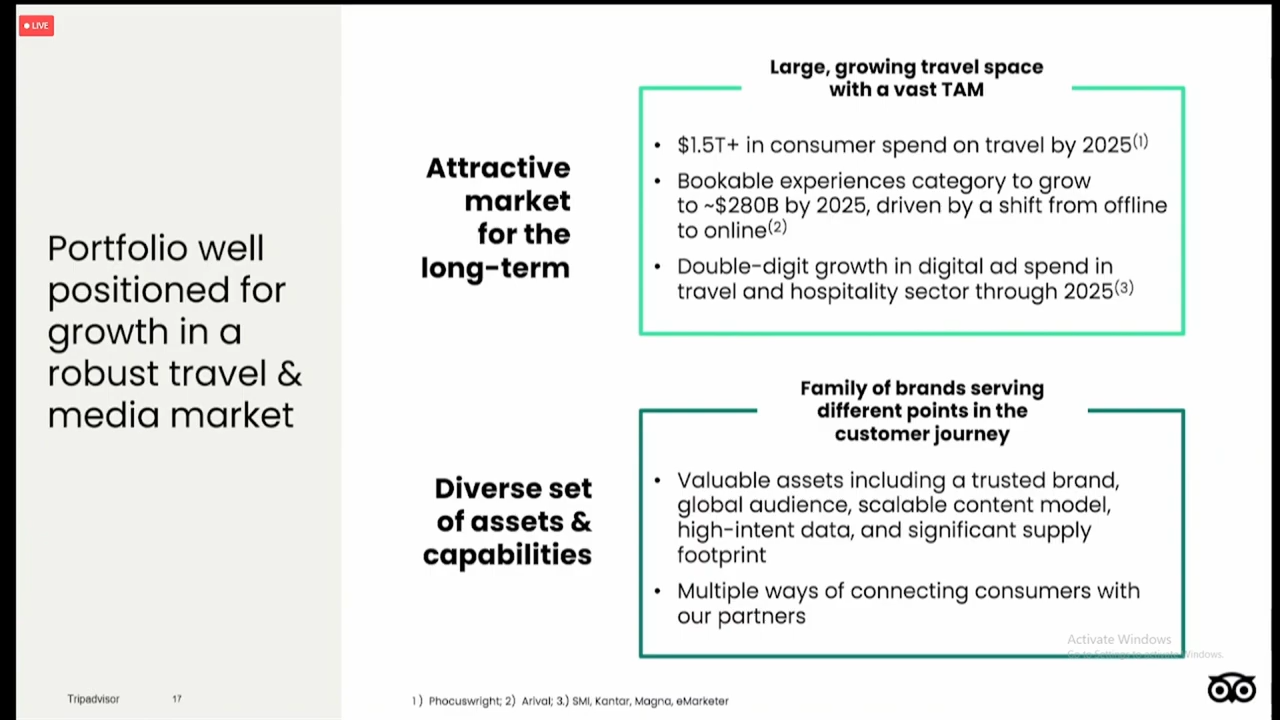 LIVE
Portfolio well
positioned for
growth in a
robust travel &
media market
Attractive
market
for the
long-term
Large, growing travel space
with a vast TAM
• $1.5T+ in consumer spend on travel by 2025(1)
• Bookable experiences category to grow
to ~$280B by 2025, driven by a shift from offline
to online(2)
• Double-digit growth in digital ad spend in
travel and hospitality sector through 2025(3)
Diverse set
of assets &
capabilities
Family of brands serving
different points in the
customer journey
• Valuable assets including a trusted brand,
global audience, scalable content model,
high-intent data, and significant supply
footprint
• Multiple ways of connecting consumers with
our partners
Activate Windows
Go to Settings to activate Windows.
Tripadvisor 17
1 ) Phocuswright; 2) Arival; 3.) SMI, Kantar, Magna, eMarketer